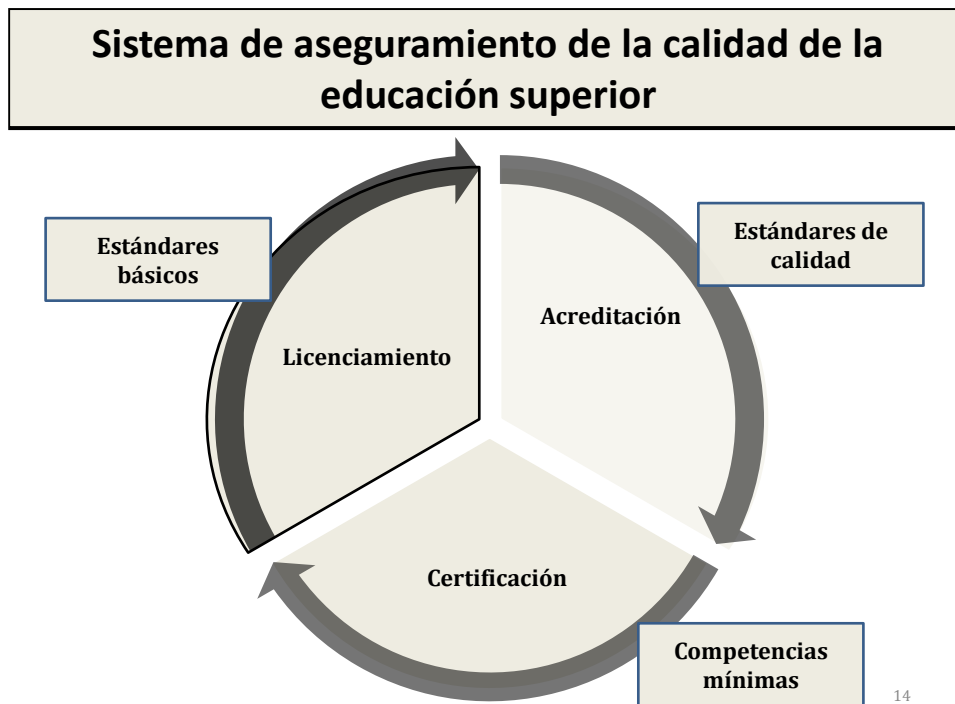 Sistema de aseguramiento de la calidad de la
educación superior
Estándares
básicos
Estándares de
calidad
Acreditación
Licenciamiento
Certificación
Competencias
mínimas
14